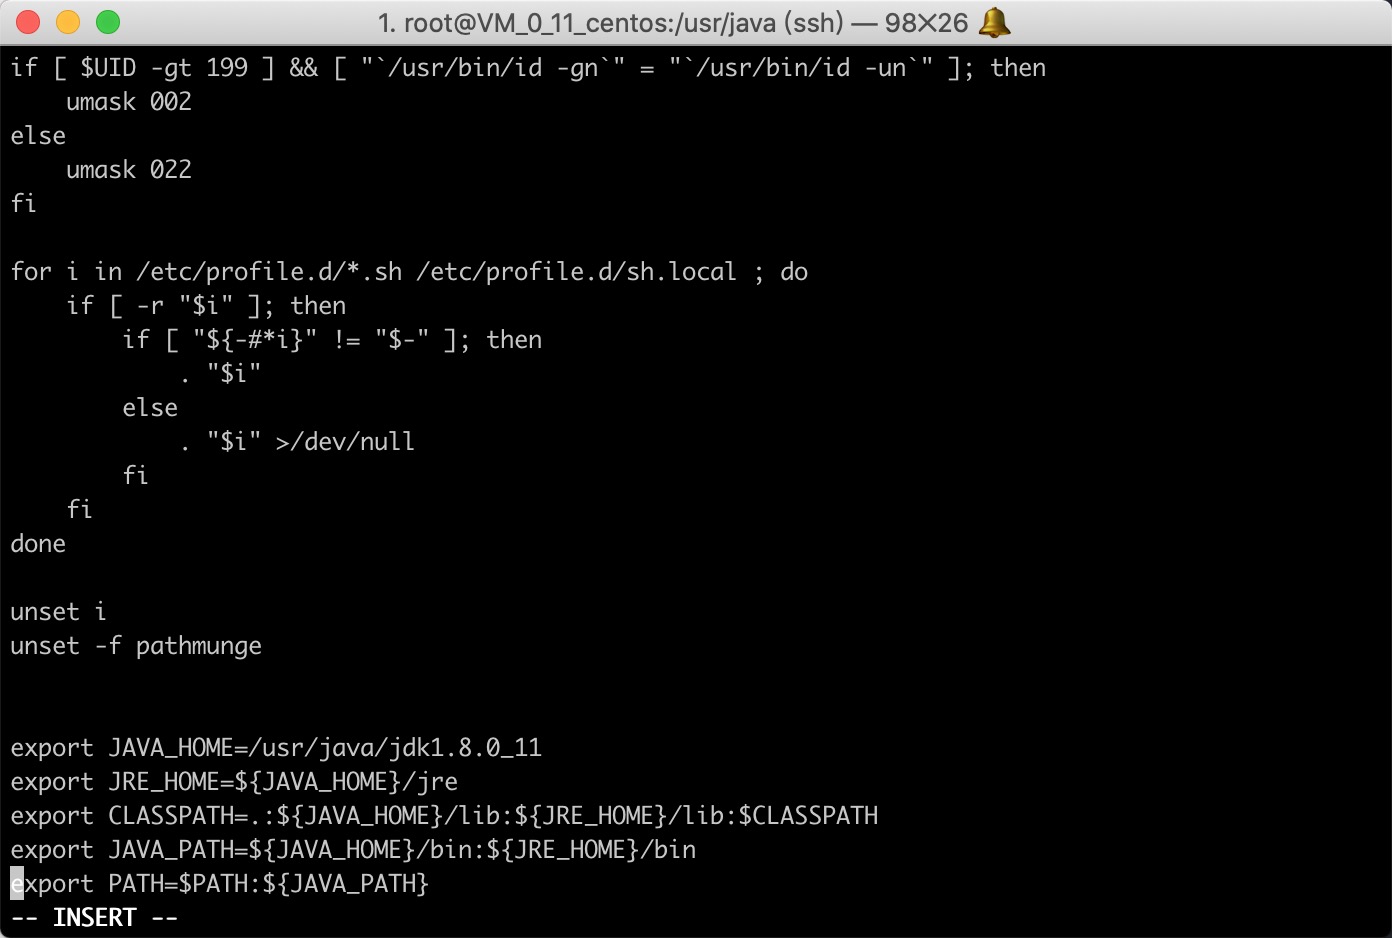 1. root@VM_0_11_centos:/usr/java (ssh) — 98×26 🔔
if [ $UID -gt 199 ] && [ "`/usr/bin/id -gn`" = "`/usr/bin/id -un`" ]; then
    umask 002
else
    umask 022
fi

for i in /etc/profile.d/*.sh /etc/profile.d/sh.local ; do
    if [ -r "$i" ]; then
        if [ "${-#*i}" != "$-" ]; then
            . "$i"
        else
            . "$i" >/dev/null
        fi
    fi
done

unset i
unset -f pathmunge


export JAVA_HOME=/usr/java/jdk1.8.0_11
export JRE_HOME=${JAVA_HOME}/jre
export CLASSPATH=.:${JAVA_HOME}/lib:${JRE_HOME}/lib:$CLASSPATH
export JAVA_PATH=${JAVA_HOME}/bin:${JRE_HOME}/bin
export PATH=$PATH:${JAVA_PATH}
-- INSERT --